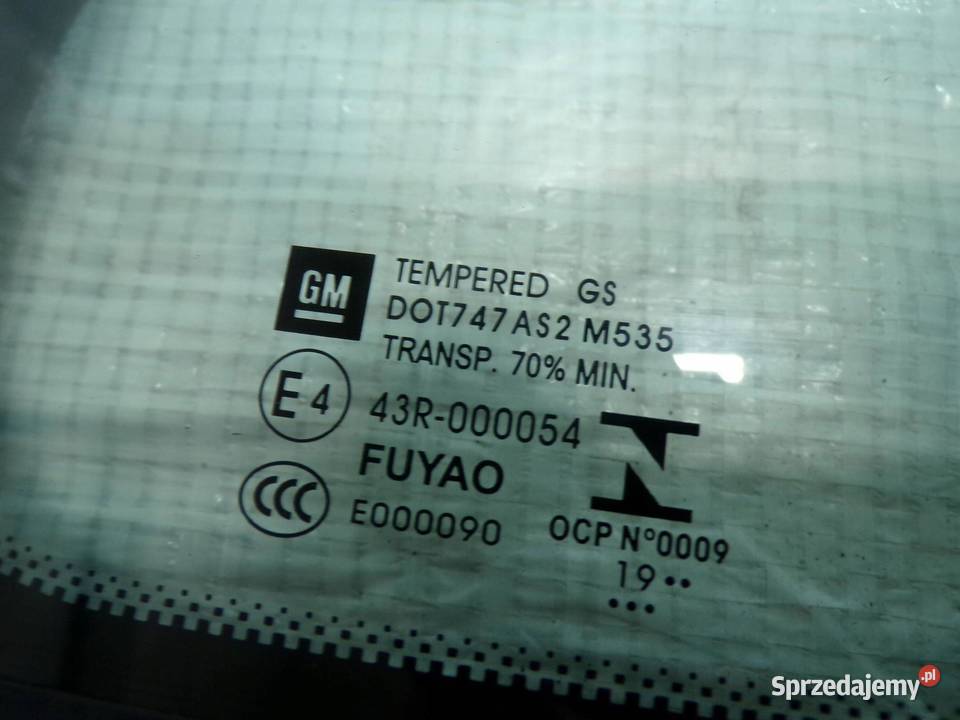 GM
TEMPERED GS
DOT747 AS2 M535
TRANSP. 70% MIN.
E4
43R-000054
FUYAO
CCC
E000090
OCP N°0009
19 ••
•••
Sprzedajemy.pl